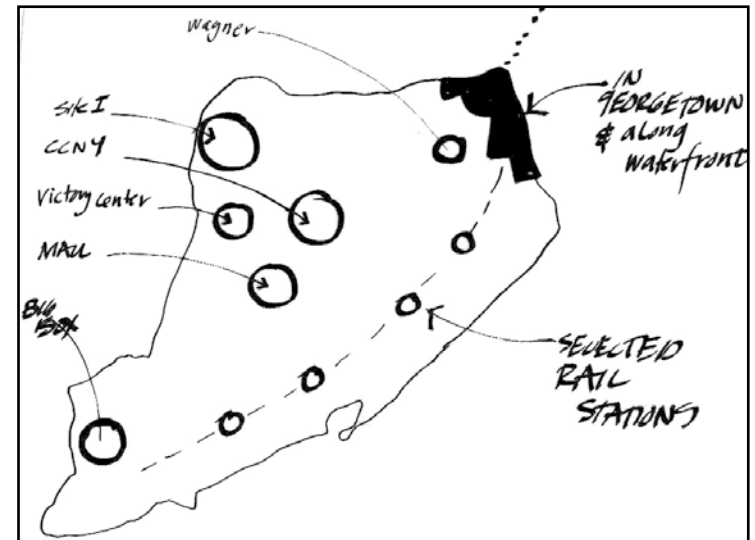 Wagner
Site I
CCNY
Victory center
MALL
BIG
BOX
IN
GEORGETOWN
& along
waterfront
SELECTED
RAIL
STATIONS